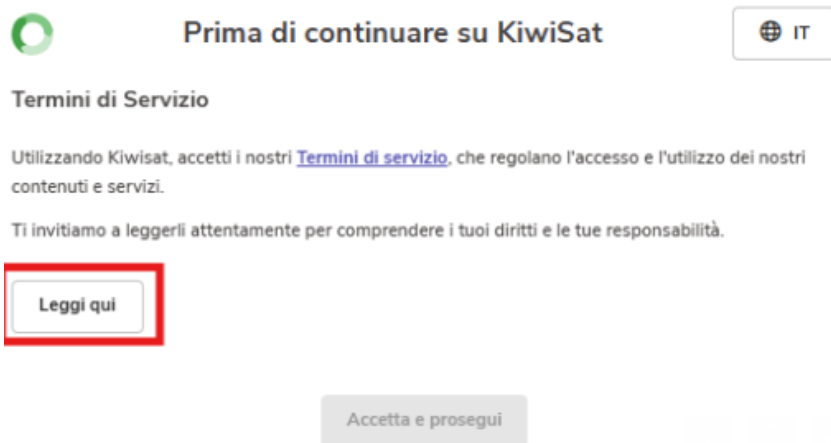 Prima di continuare su KiwiSat
IT
Termini di Servizio
Utilizzando Kiwisat, accetti i nostri Termini di servizio, che regolano l'accesso e l'utilizzo dei nostri
contenuti e servizi.
Ti invitiamo a leggerli attentamente per comprendere i tuoi diritti e le tue responsabilità.
Leggi qui
Accetta e prosegui